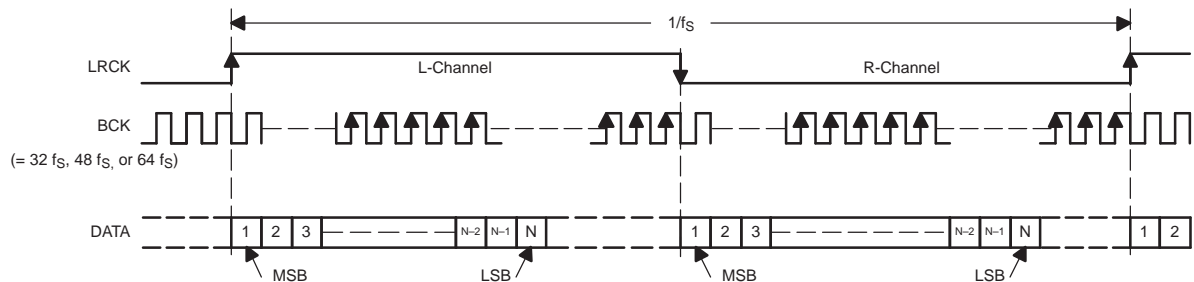 1/fS
LRCK
L-Channel
R-Channel
BCK
(= 32 fS, 48 fS, or 64 fS)
DATA
1 2 3 N–2 N–1 N 1 2 3 N–2 N–1 N 1 2
MSB LSB MSB LSB